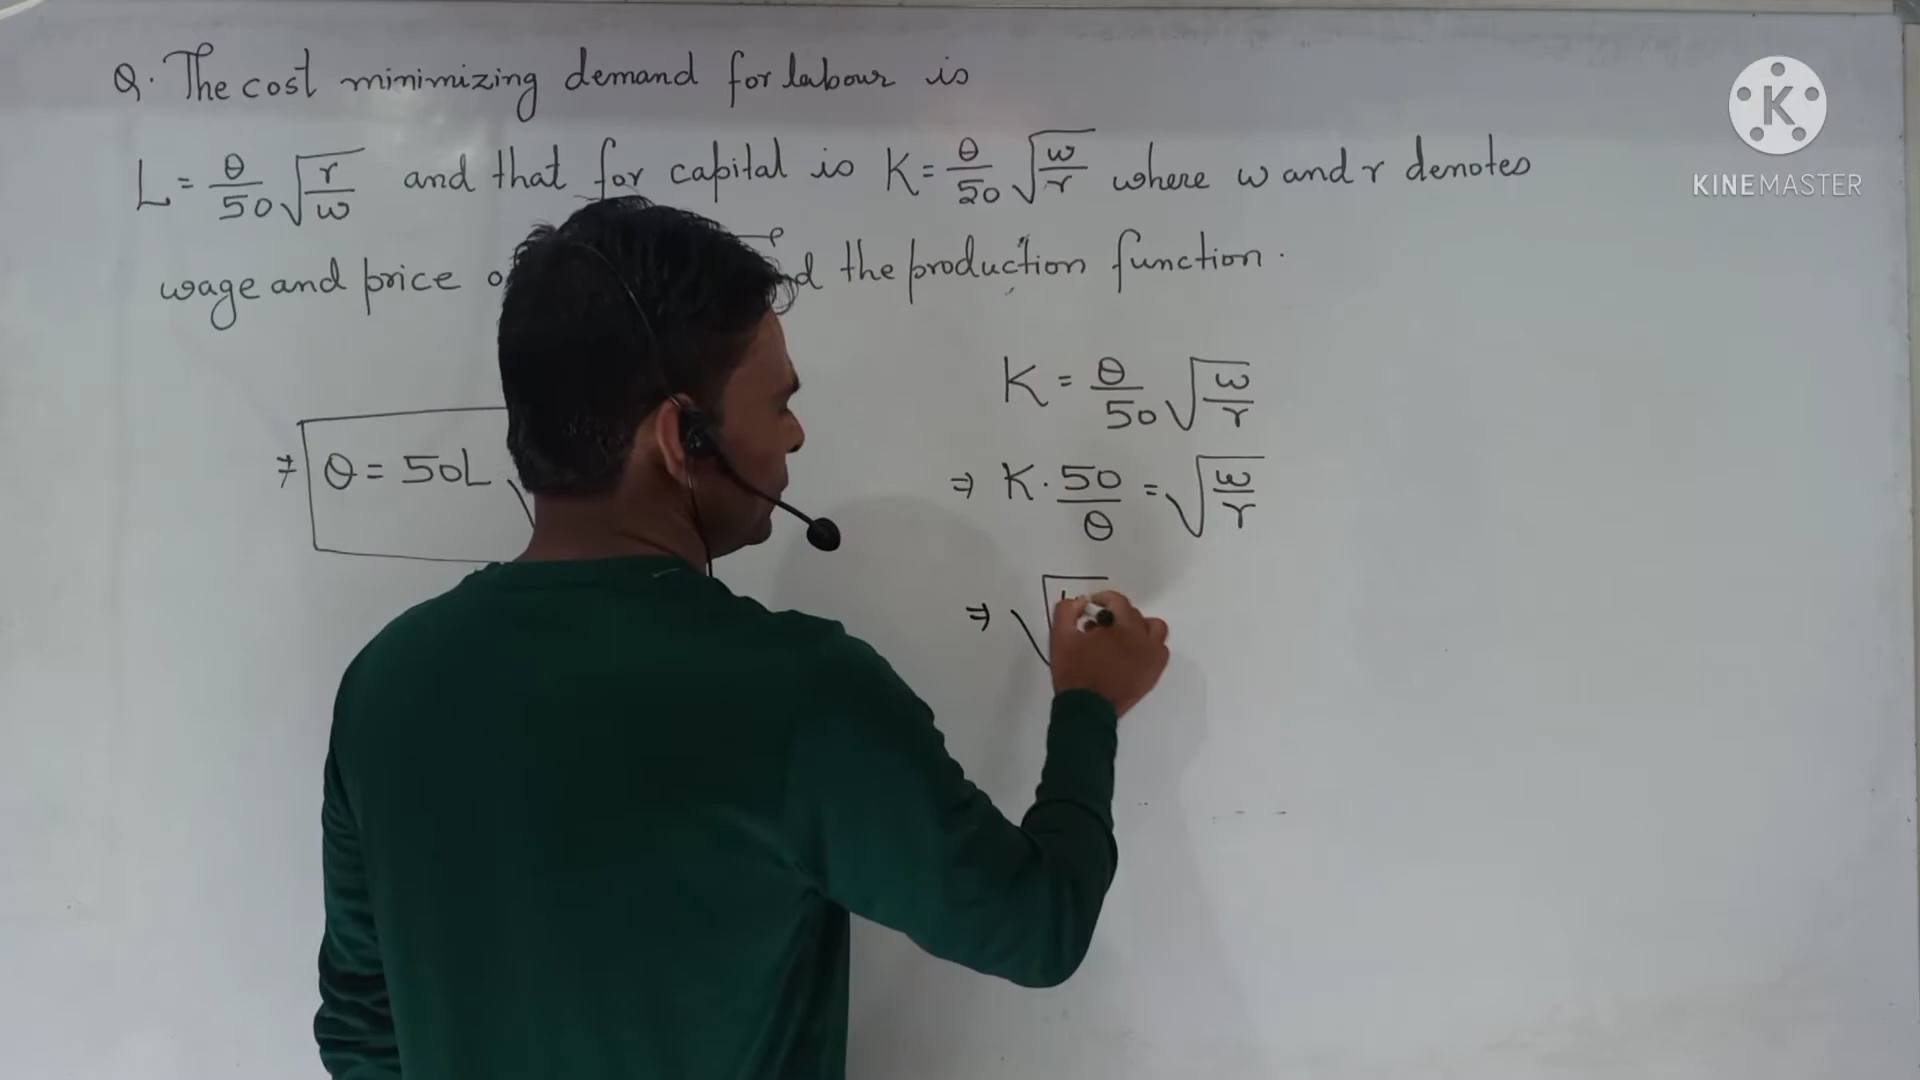 Q. The cost minimizing demand for labour is
L = θ/50 √(r/w) and that for capital is K = θ/50 √(w/r) where w and r denotes
wage and price the production function.
⇒ θ = 50L
K = θ/50 √(w/r)
⇒ K · 50/θ = √(w/r)
⇒ √
K
KINEMASTER